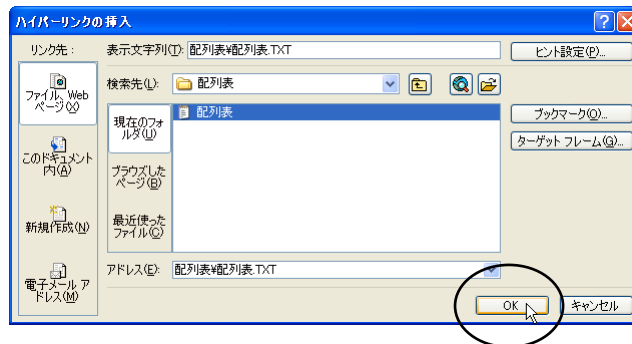 ハイパーリンクの挿入
リンク先:
表示文字列(T): 配列表¥配列表.TXT
ヒント設定(P)...
ファイル、Web
ページ(X)
検索先(L): 配列表
現在のフォ
ルダ(U)
配列表
ブックマーク(O)...
ターゲット フレーム(G)...
このドキュメント
内(A)
ブラウズした
ページ(B)
新規作成(N)
最近使った
ファイル(C)
電子メール ア
ドレス(M)
アドレス(E): 配列表¥配列表.TXT
OK
キャンセル